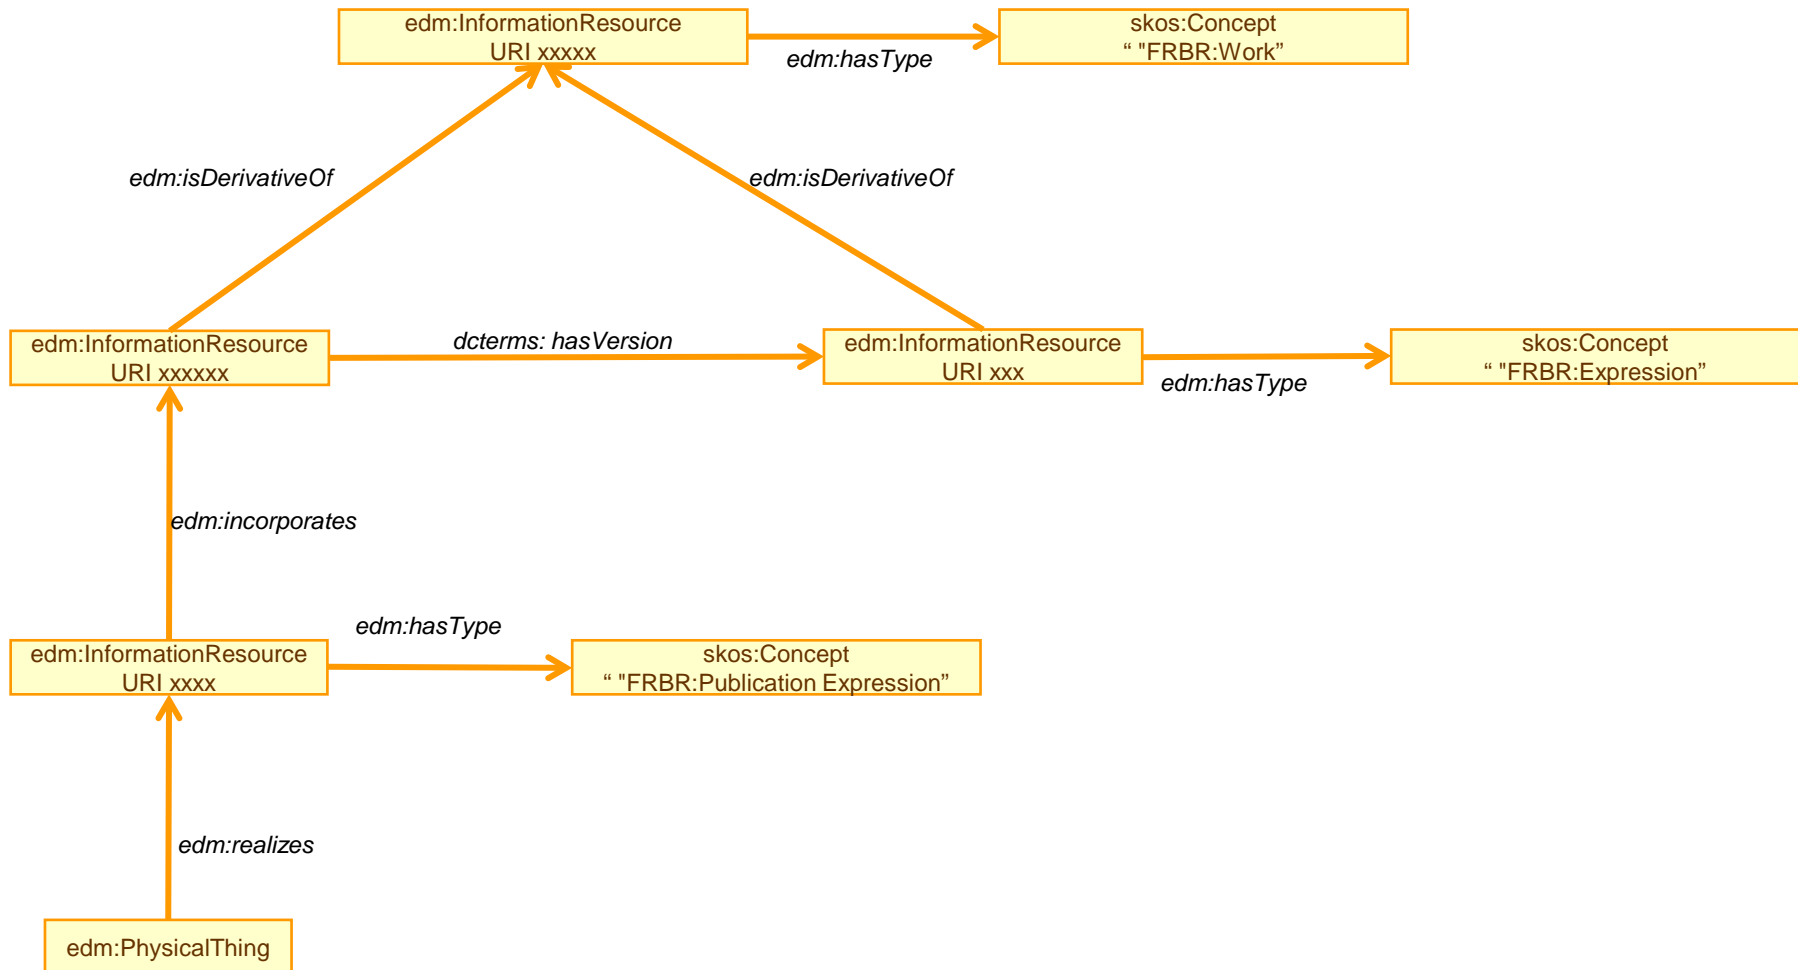 edm:InformationResource
URI xxxxx
edm:hasType
skos:Concept
“ "FRBR:Work”
edm:isDerivativeOf
edm:isDerivativeOf
edm:InformationResource
URI xxxxxx
dcterms: hasVersion
edm:InformationResource
URI xxx
edm:hasType
skos:Concept
“ "FRBR:Expression”
edm:incorporates
edm:InformationResource
URI xxxx
edm:hasType
skos:Concept
“ "FRBR:Publication Expression”
edm:realizes
edm:PhysicalThing